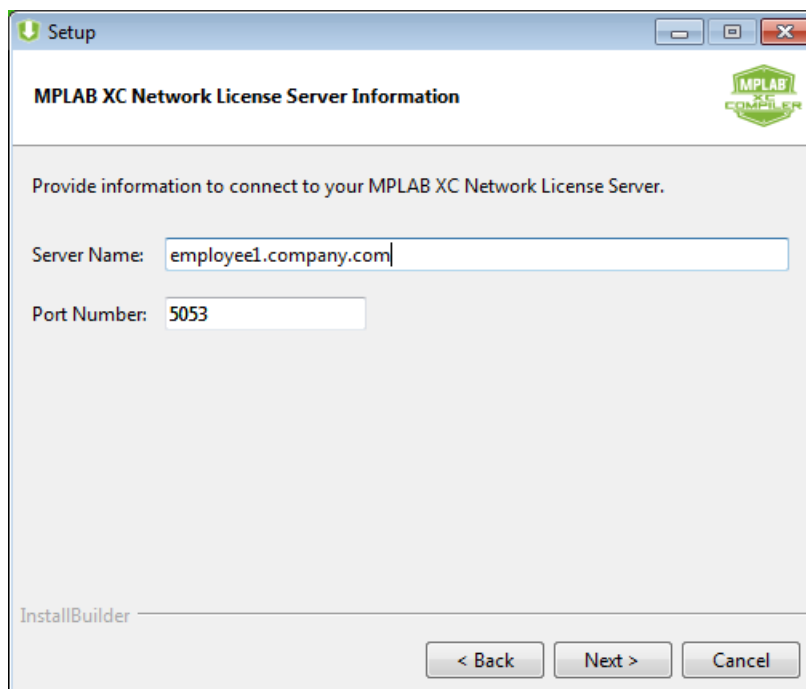 Setup
MPLAB XC Network License Server Information
MPLAB
XC
COMPILER
Provide information to connect to your MPLAB XC Network License Server.
Server Name: employee1.company.com
Port Number: 5053
InstallBuilder
< Back Next > Cancel